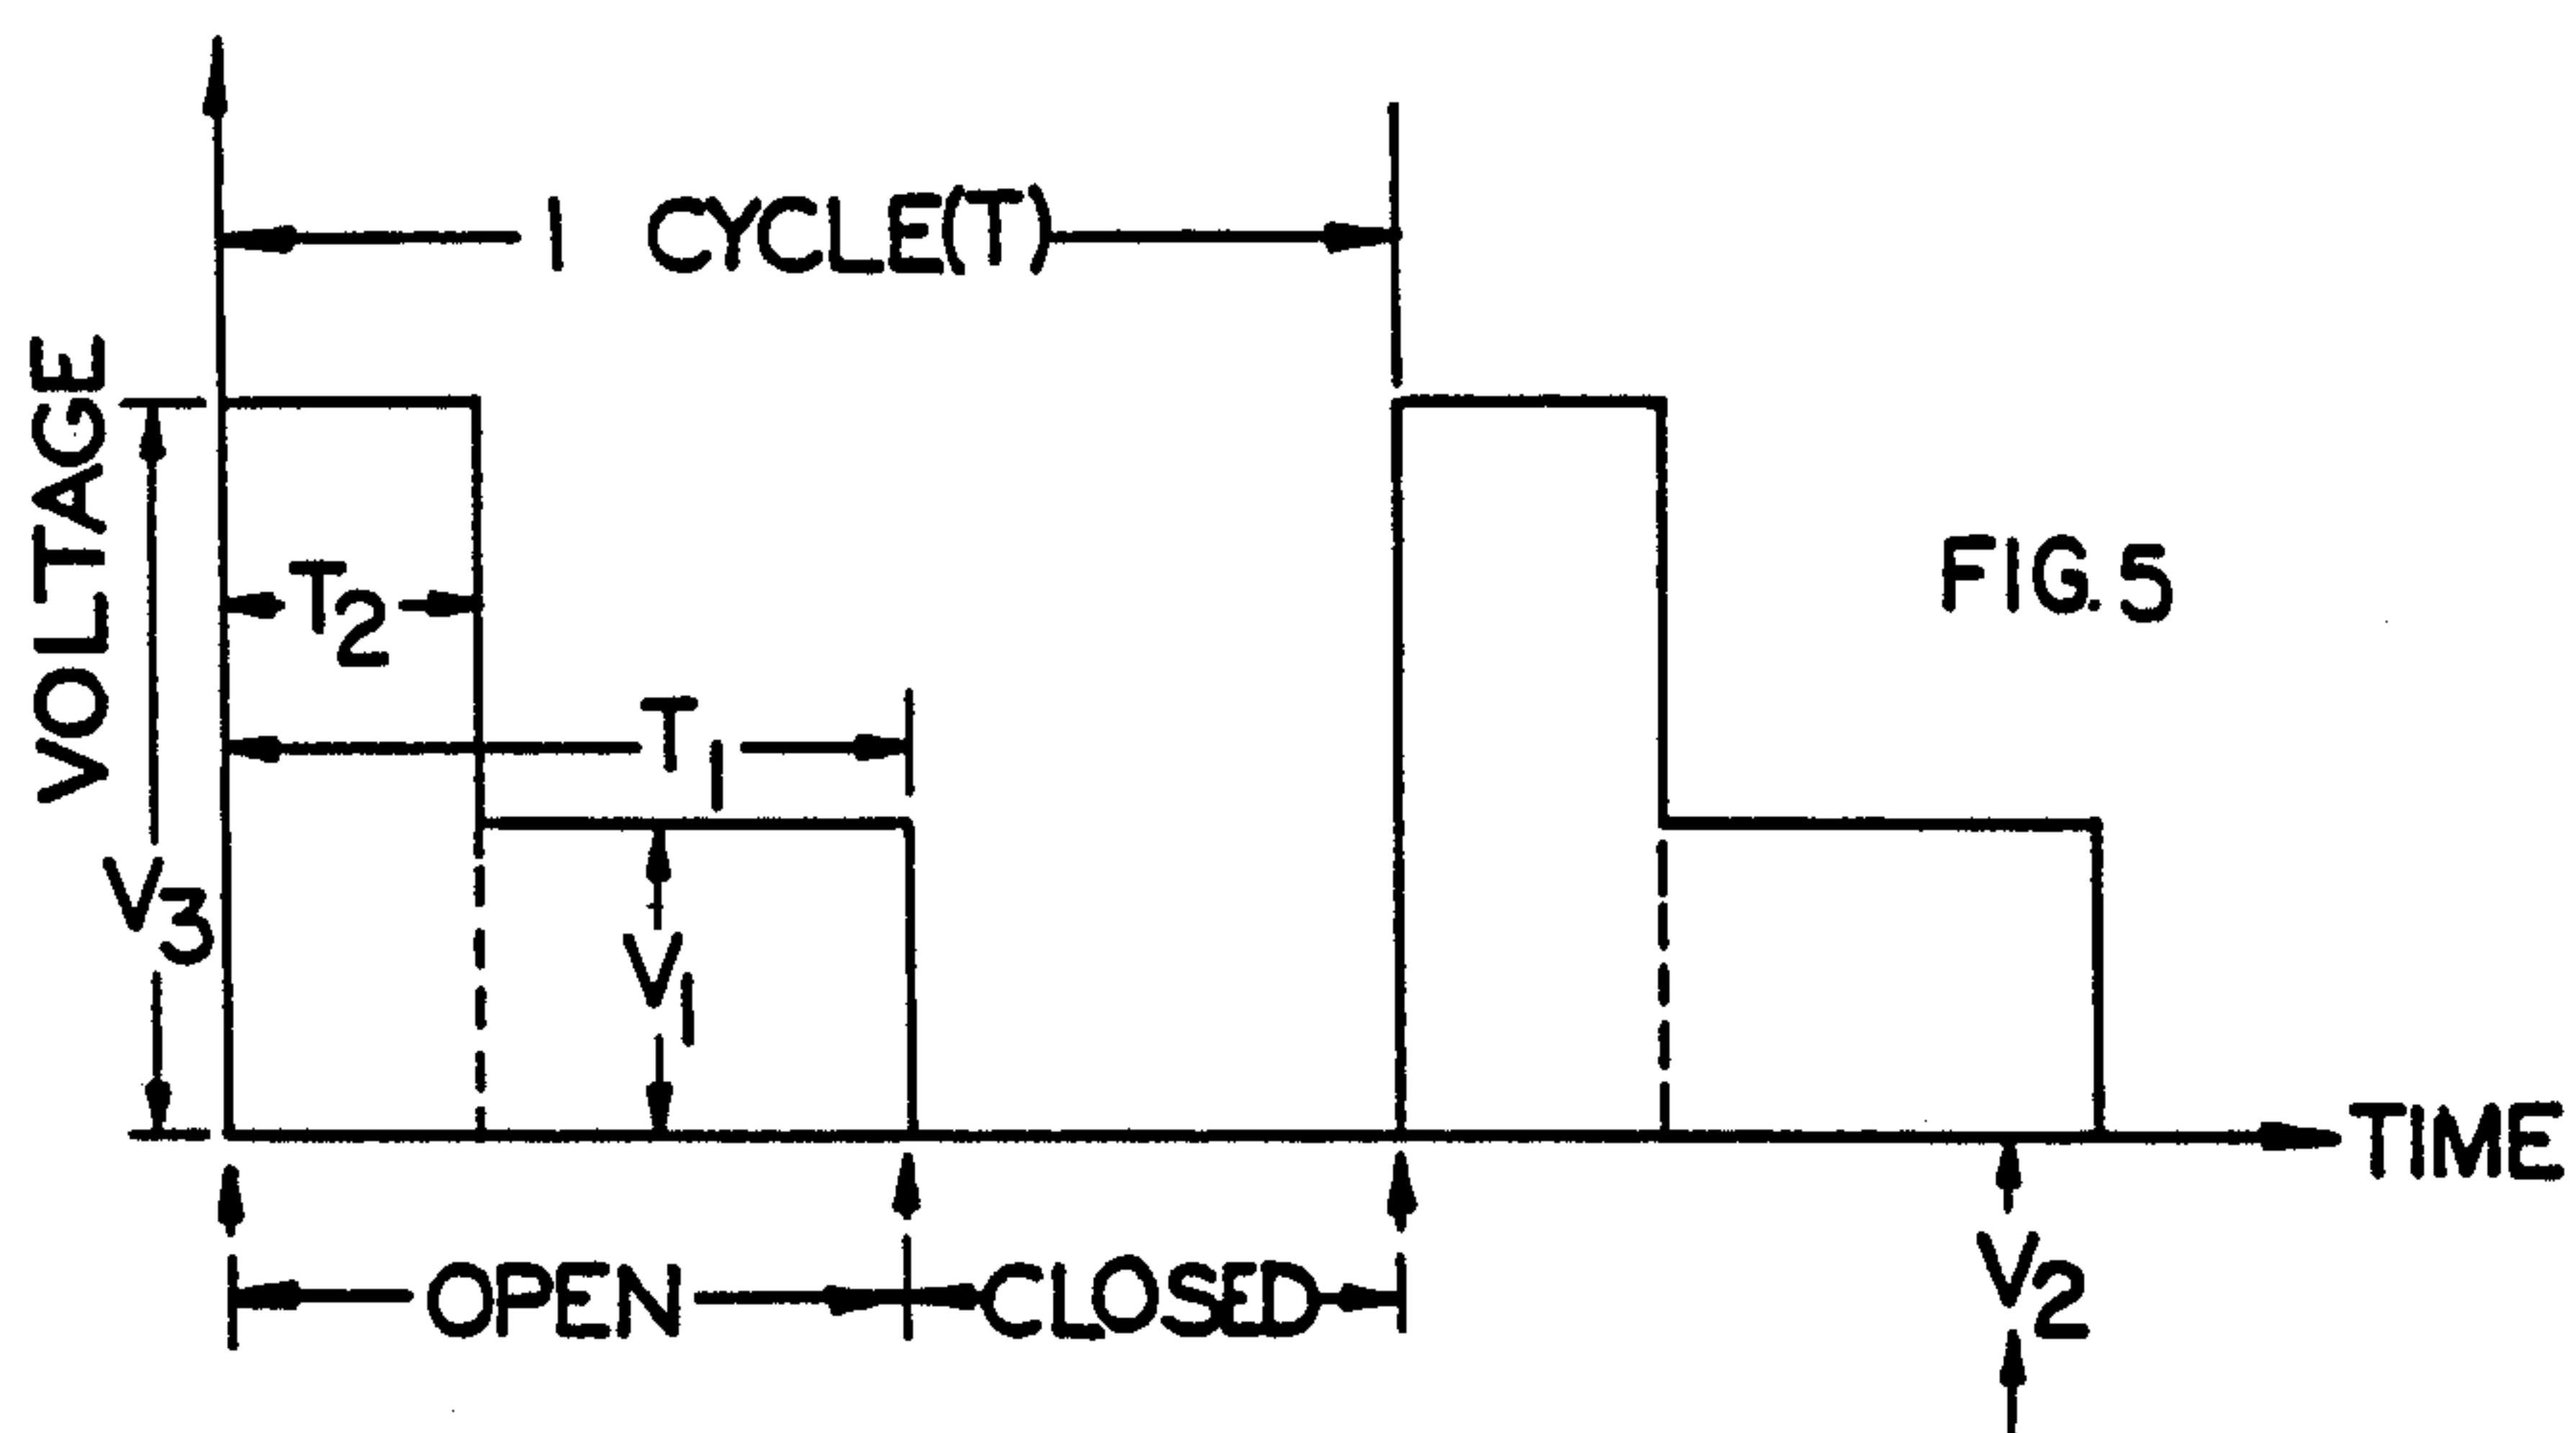 1 CYCLE(T)
VOLTAGE
T2
FIG. 5
T1
V3
V1
TIME
OPEN
CLOSED
V2